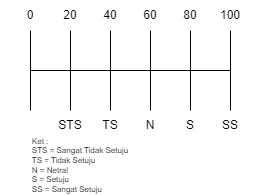 0 20 40 60 80 100
STS TS N S SS
Ket :
STS = Sangat Tidak Setuju
TS = Tidak Setuju
N = Netral
S = Setuju
SS = Sangat Setuju